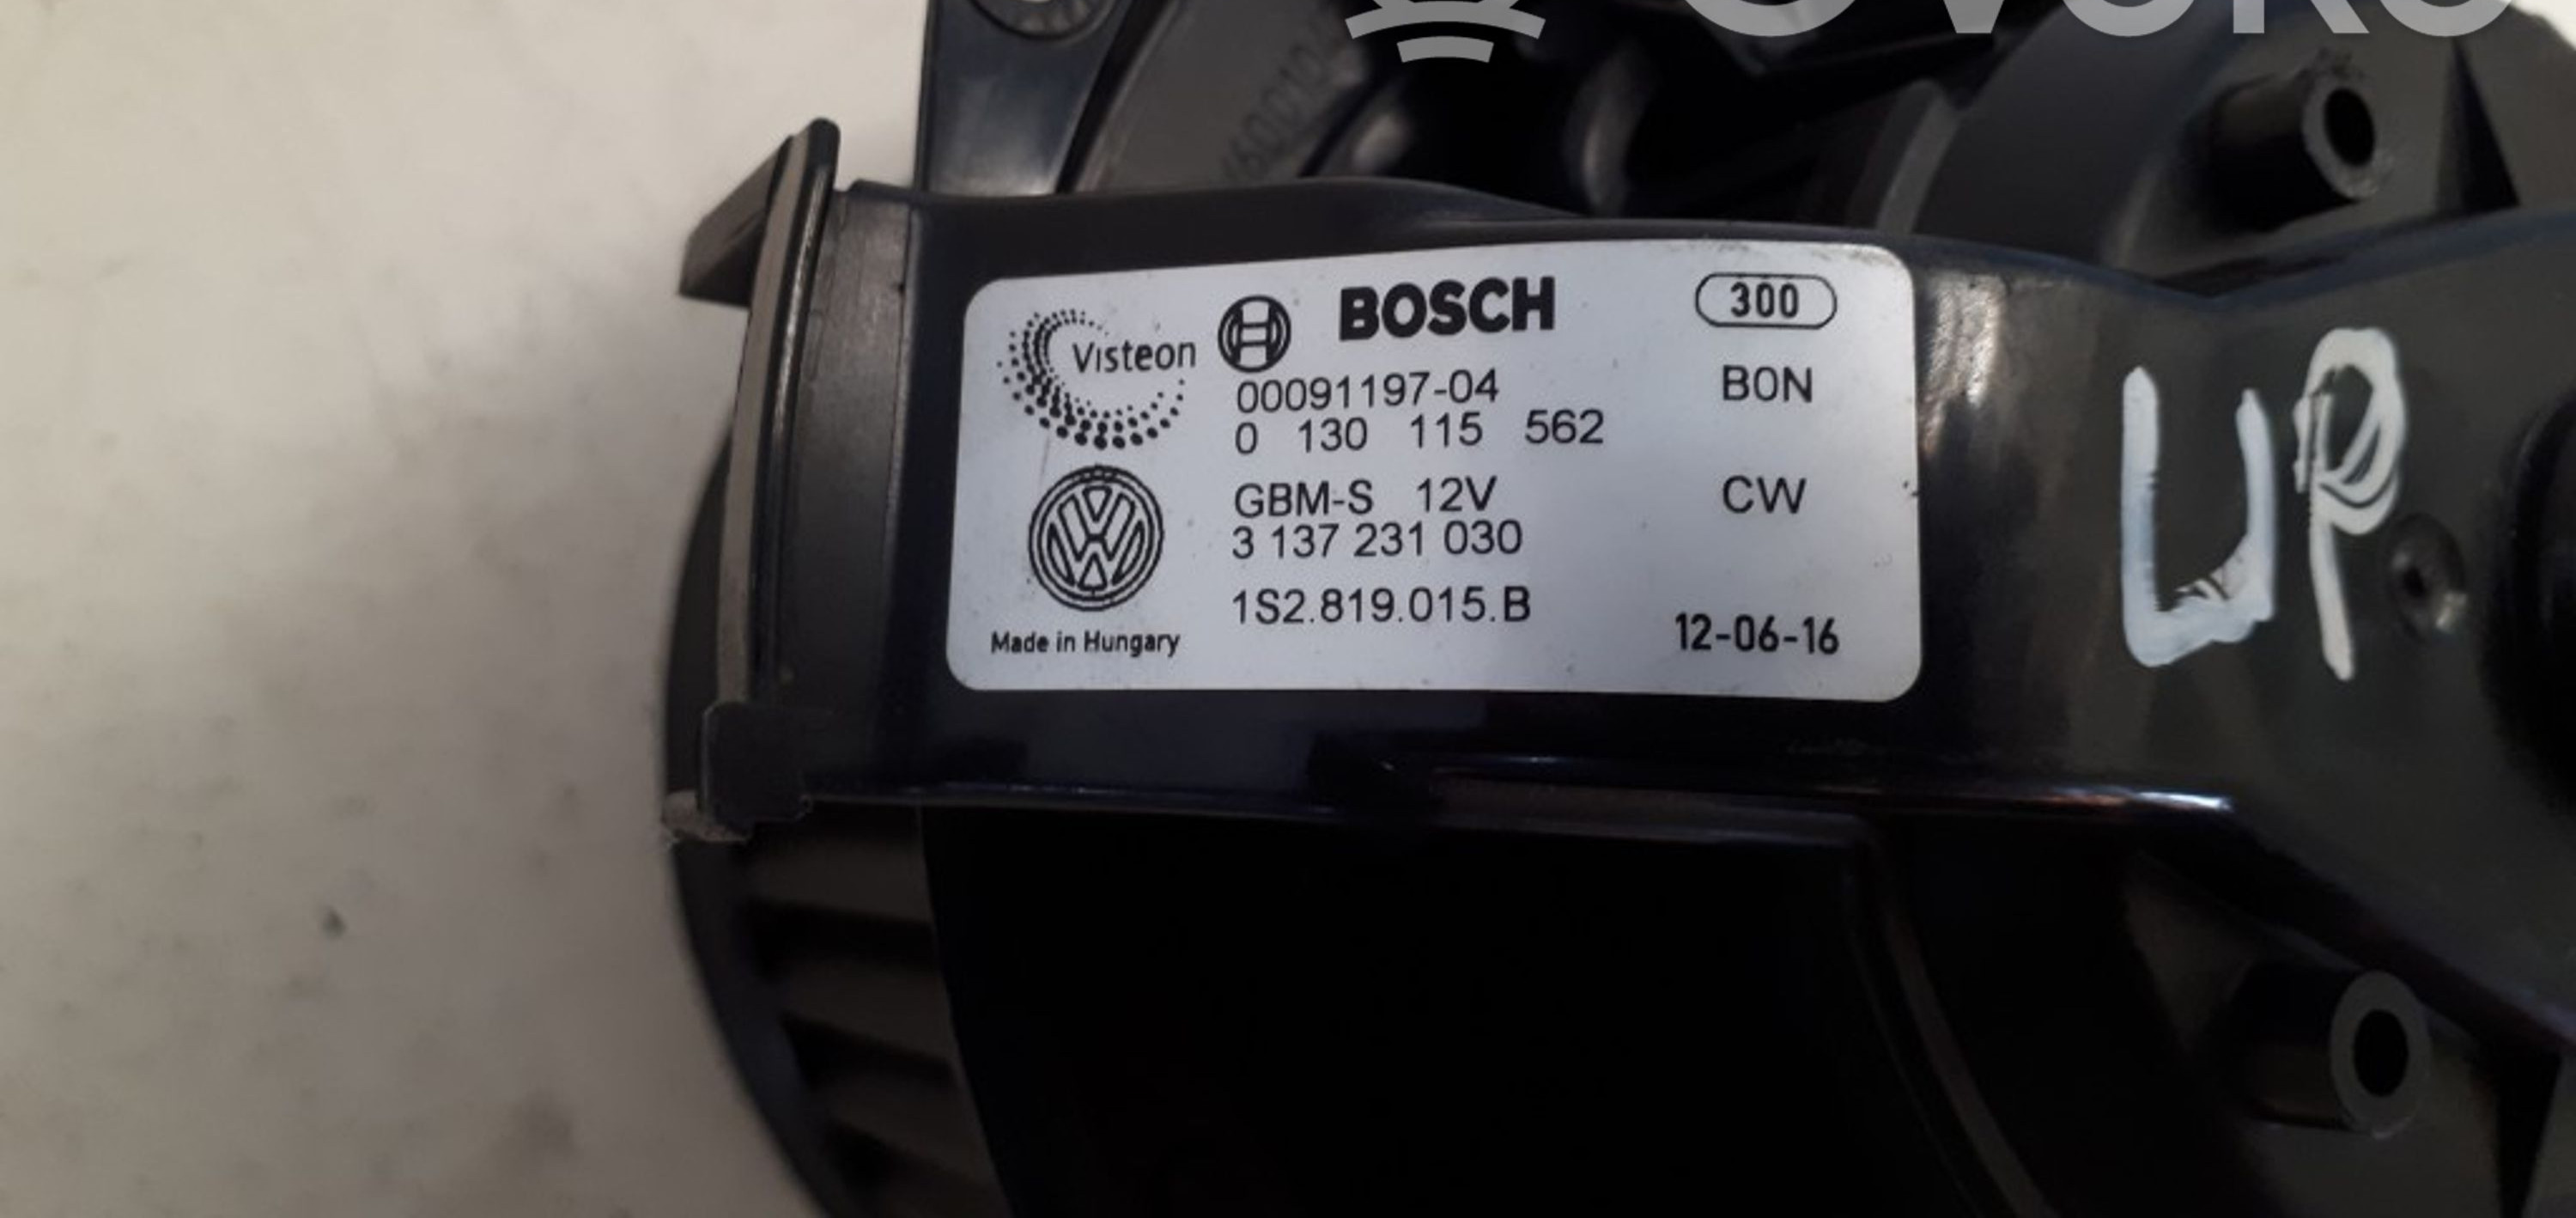 Visteon
BOSCH
300
00091197-04
BON
0 130 115 562
GBM-S 12V
CW
3 137 231 030
1S2.819.015.B
Made in Hungary
12-06-16
UP